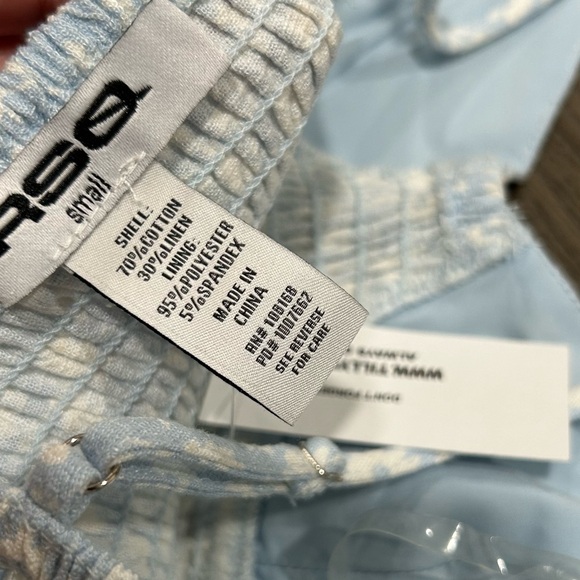 small
SHELL:
70%COTTON
30%LINEN
LINING:
95%POLYESTER
5%SPANDEX
MADE IN
CHINA
RN# 108168
PO# 1007662
SEE REVERSE
FOR CARE